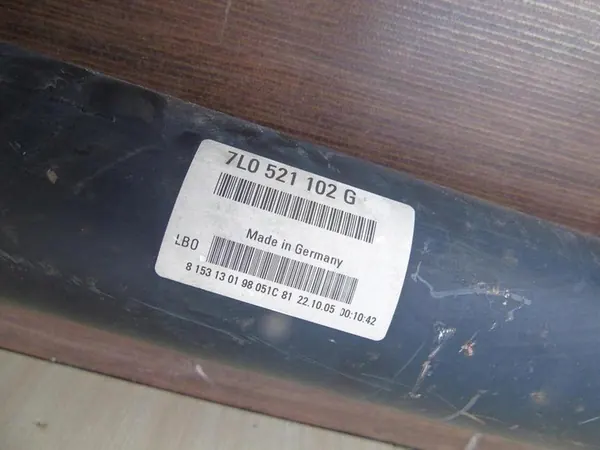 7L0 521 102 G
Made in Germany
LBO
8 153 13 01 98 051C 81 22.10.05 00:10:42